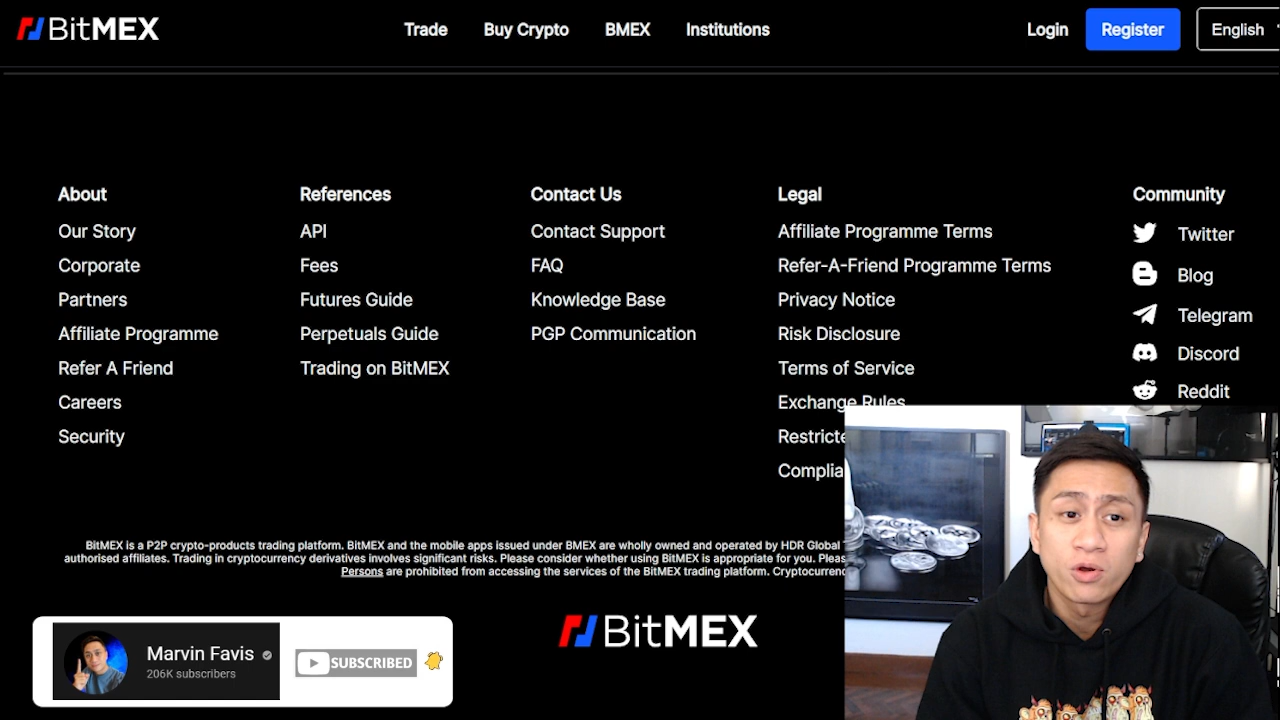 BitMEX
Trade
Buy Crypto
BMEX
Institutions
Login
Register
English
About
Our Story
Corporate
Partners
Affiliate Programme
Refer A Friend
Careers
Security
References
API
Fees
Futures Guide
Perpetuals Guide
Trading on BitMEX
Contact Us
Contact Support
FAQ
Knowledge Base
PGP Communication
Legal
Affiliate Programme Terms
Refer-A-Friend Programme Terms
Privacy Notice
Risk Disclosure
Terms of Service
Exchange Rules
Restricte
Complia
Community
Twitter
Blog
Telegram
Discord
Reddit
BitMEX is a P2P crypto-products trading platform. BitMEX and the mobile apps issued under BMEX are wholly owned and operated by HDR Global
authorised affiliates. Trading in cryptocurrency derivatives involves significant risks. Please consider whether using BitMEX is appropriate for you. Pleas
Persons are prohibited from accessing the services of the BitMEX trading platform. Cryptocurrenc
BitMEX
Marvin Favis
206K subscribers
SUBSCRIBED